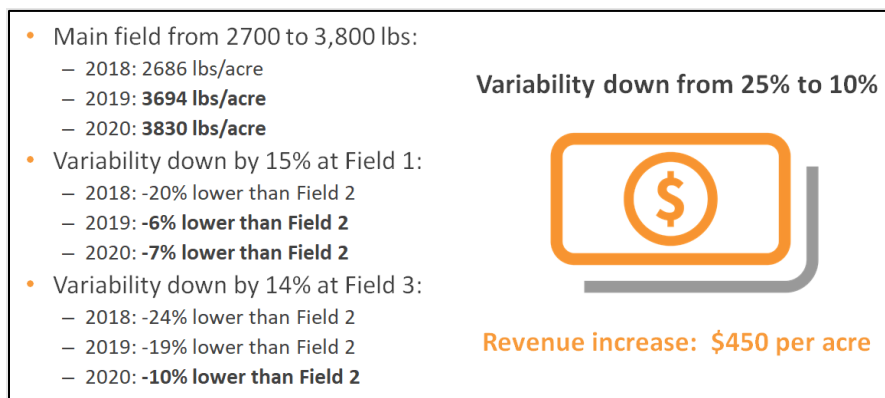 • Main field from 2700 to 3,800 lbs:
– 2018: 2686 lbs/acre
– 2019: 3694 lbs/acre
– 2020: 3830 lbs/acre
• Variability down by 15% at Field 1:
– 2018: -20% lower than Field 2
– 2019: -6% lower than Field 2
– 2020: -7% lower than Field 2
• Variability down by 14% at Field 3:
– 2018: -24% lower than Field 2
– 2019: -19% lower than Field 2
– 2020: -10% lower than Field 2
Variability down from 25% to 10%
$
Revenue increase: $450 per acre